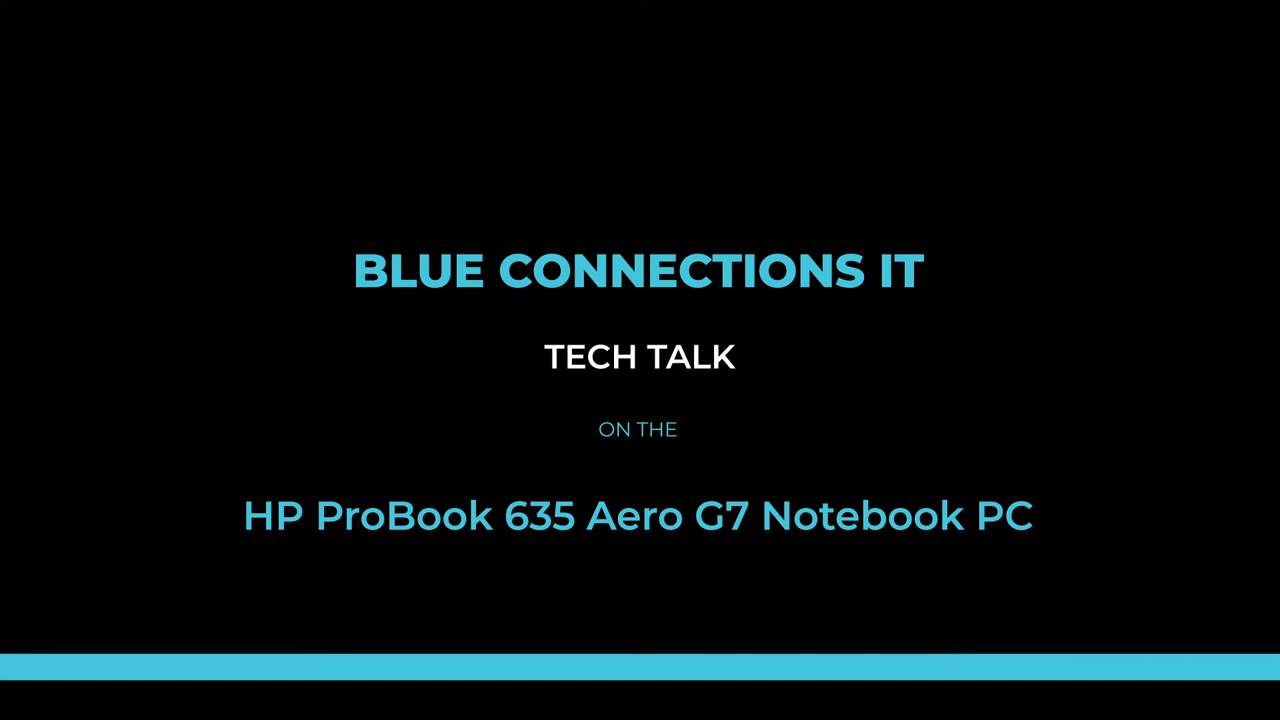 BLUE CONNECTIONS IT
TECH TALK
ON THE
HP ProBook 635 Aero G7 Notebook PC